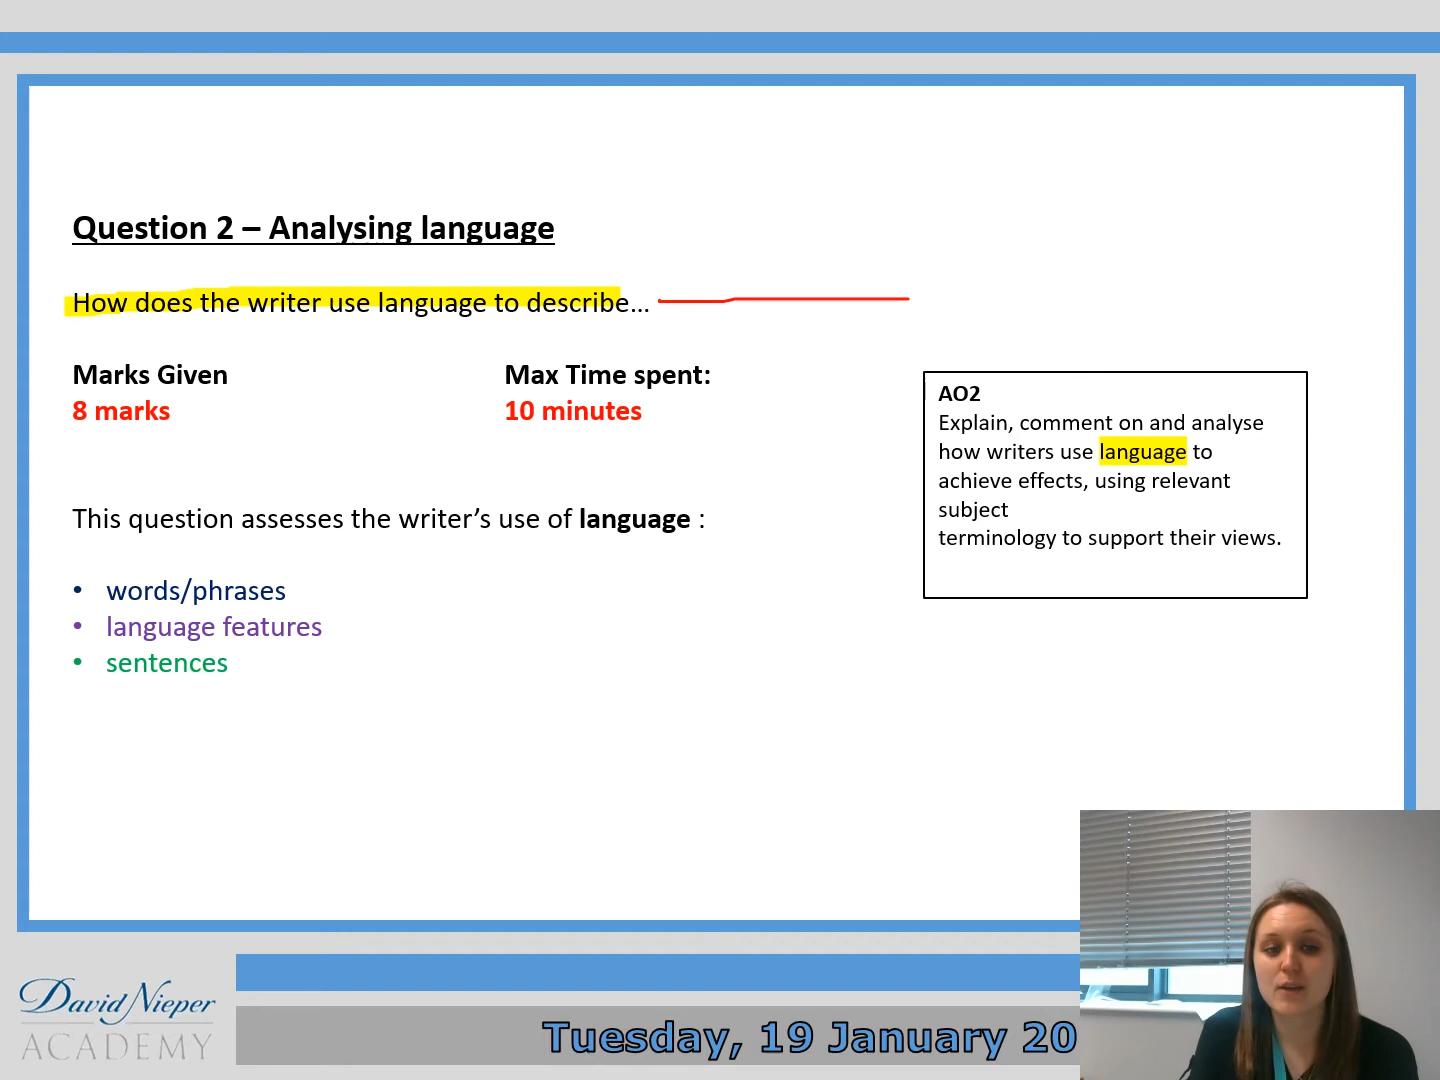 Question 2 – Analysing language
How does the writer use language to describe...
Marks Given
Max Time spent:
8 marks
10 minutes
AO2
Explain, comment on and analyse
how writers use language to
achieve effects, using relevant
subject
terminology to support their views.
This question assesses the writer’s use of language :
• words/phrases
• language features
• sentences
David Nieper
ACADEMY
Tuesday, 19 January 20